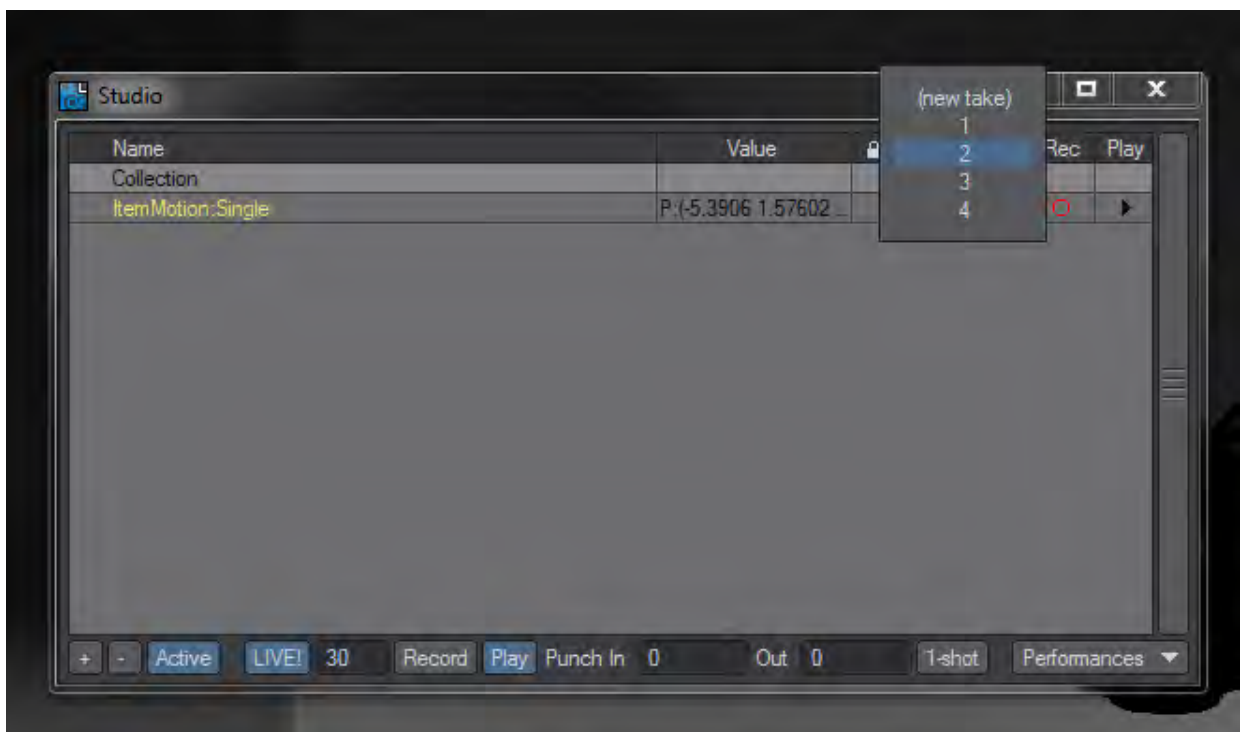 Studio
(new take)
1
2
3
4
Name Value Rec Play
Collection
ItemMotion:Single P:(-5.3906 1.57602 ...
+ - Active LIVE! 30 Record Play Punch In 0 Out 0 1-shot Performances